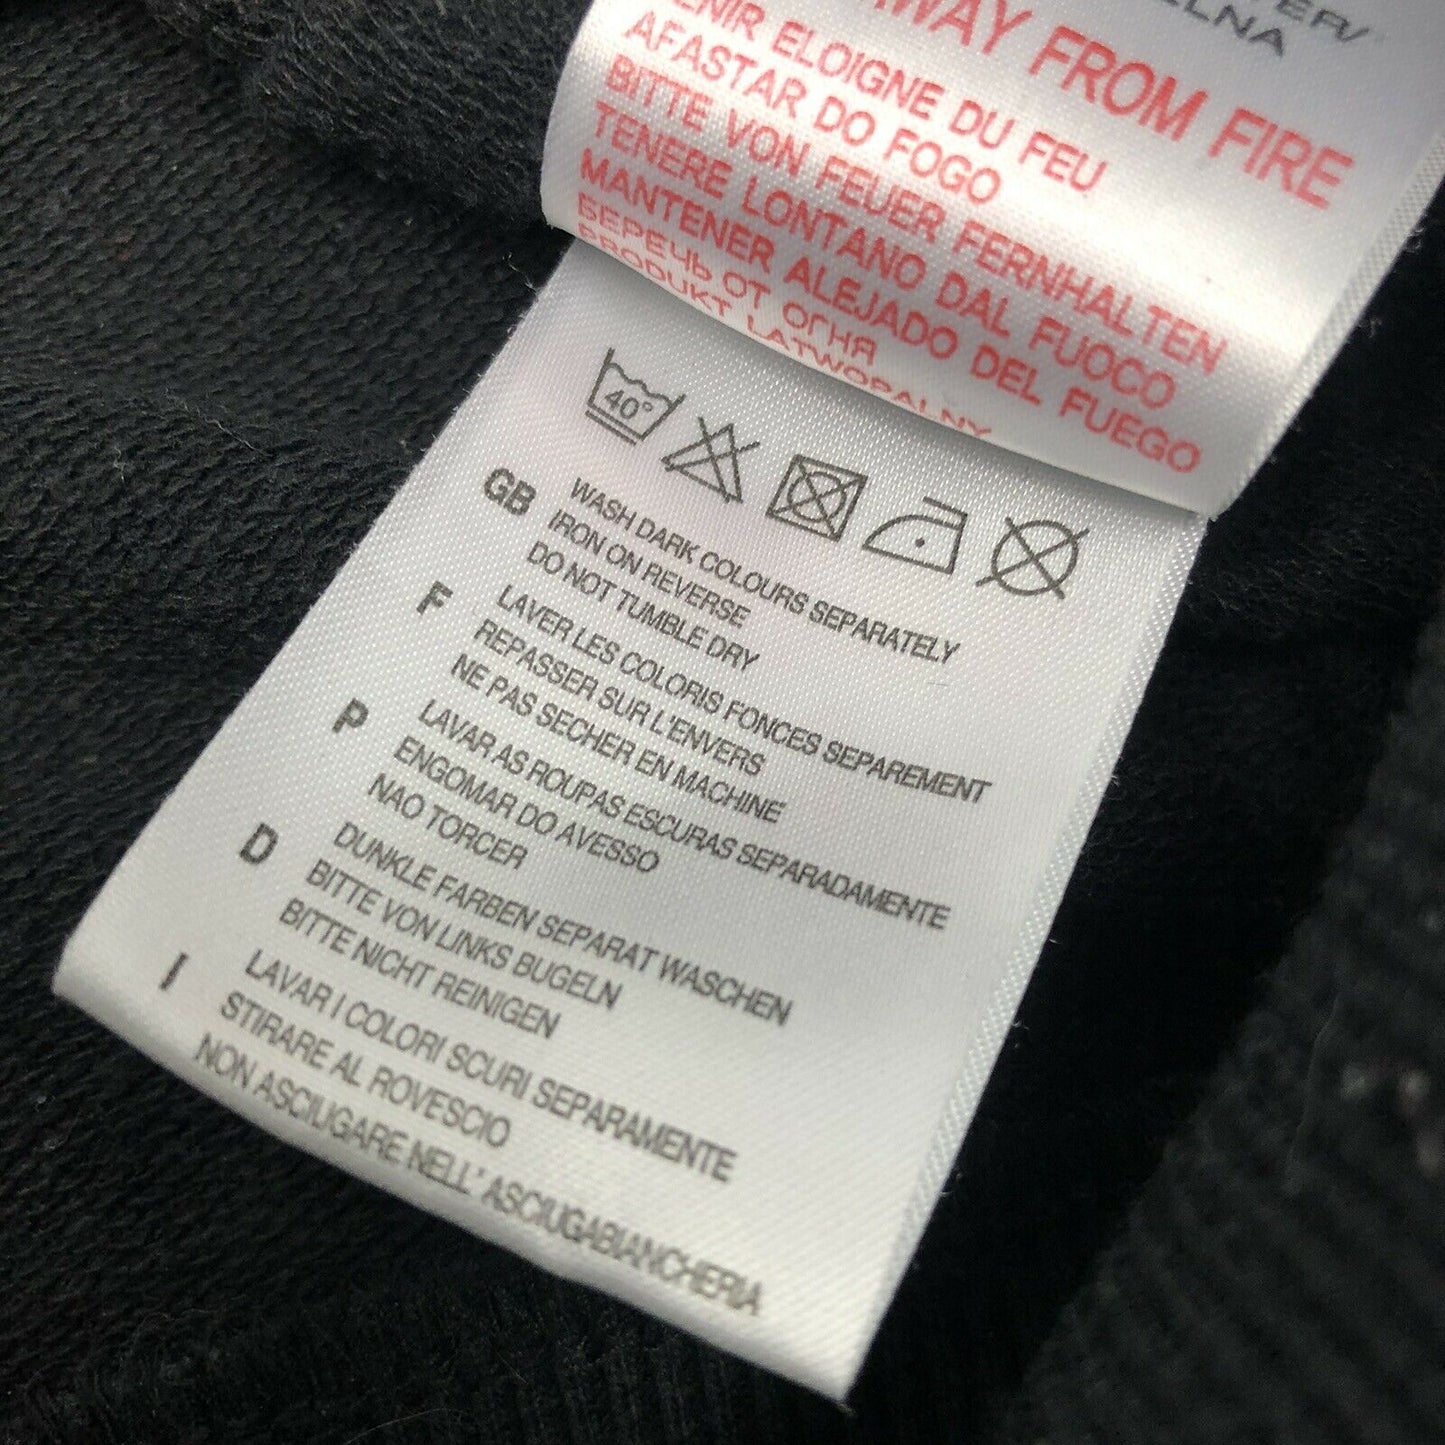 FROM FIRE
ELOIGNE DU FEU
AFASTAR DO FOGO
BITTE VON FEUER FERNHALTEN
TENERE LONTANO DAL FUOCO
MANTENER ALEJADO DEL FUEGO
БЕРЕЧЬ ОТ ОГНЯ
PRODUKT LATWOPALNY
40°
GB WASH DARK COLOURS SEPARATELY
IRON ON REVERSE
DO NOT TUMBLE DRY
F LAVER LES COLORIS FONCES SEPAREMENT
REPASSER SUR L'ENVERS
NE PAS SECHER EN MACHINE
P LAVAR AS ROUPAS ESCURAS SEPARADAMENTE
ENGOMAR DO AVESSO
NAO TORCER
D DUNKLE FARBEN SEPARAT WASCHEN
BITTE VON LINKS BUGELN
BITTE NICHT REINIGEN
I LAVAR I COLORI SCURI SEPARAMENTE
STIRARE AL ROVESCIO
NON ASCIUGARE NELL' ASCIUGABIANCHERIA